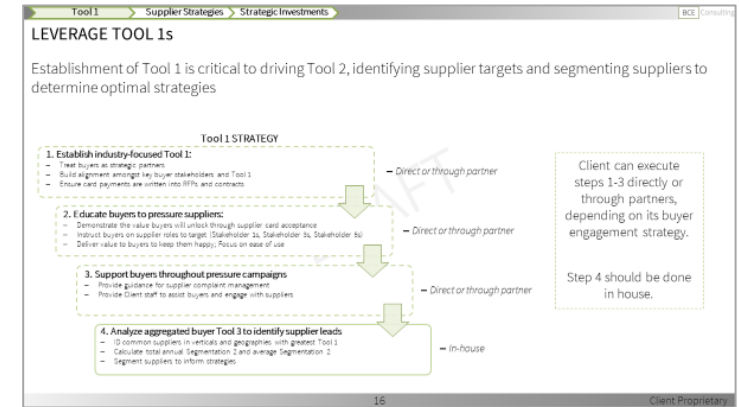 Tool 1
Supplier Strategies
Strategic Investments
BCE Consulting
LEVERAGE TOOL 1s
Establishment of Tool 1 is critical to driving Tool 2, identifying supplier targets and segmenting suppliers to
determine optimal strategies
Tool 1 STRATEGY
1. Establish industry-focused Tool 1:
– Treat buyers as strategic partners
– Build alignment amongst key buyer stakeholders and Tool 1
– Ensure card payments are written into RFPs and contracts
– Direct or through partner
2. Educate buyers to pressure suppliers:
– Demonstrate the value buyers will unlock through supplier card acceptance
– Instruct buyers on supplier roles to target (Stakeholder 1s, Stakeholder 3s, Stakeholder 5s)
– Deliver value to buyers to keep them happy; Focus on ease of use
– Direct or through partner
3. Support buyers throughout pressure campaigns
– Provide guidance for supplier complaint management
– Provide Client staff to assist buyers and engage with suppliers
– Direct or through partner
4. Analyze aggregated buyer Tool 3 to identify supplier leads
– ID common suppliers in verticals and geographies with greatest Tool 1
– Calculate total annual Segmentation 2 and average Segmentation 2
– Segment suppliers to inform strategies
– In-house
Client can execute
steps 1-3 directly or
through partners,
depending on its buyer
engagement strategy.
Step 4 should be done
in house.
DRAFT
16
Client Proprietary